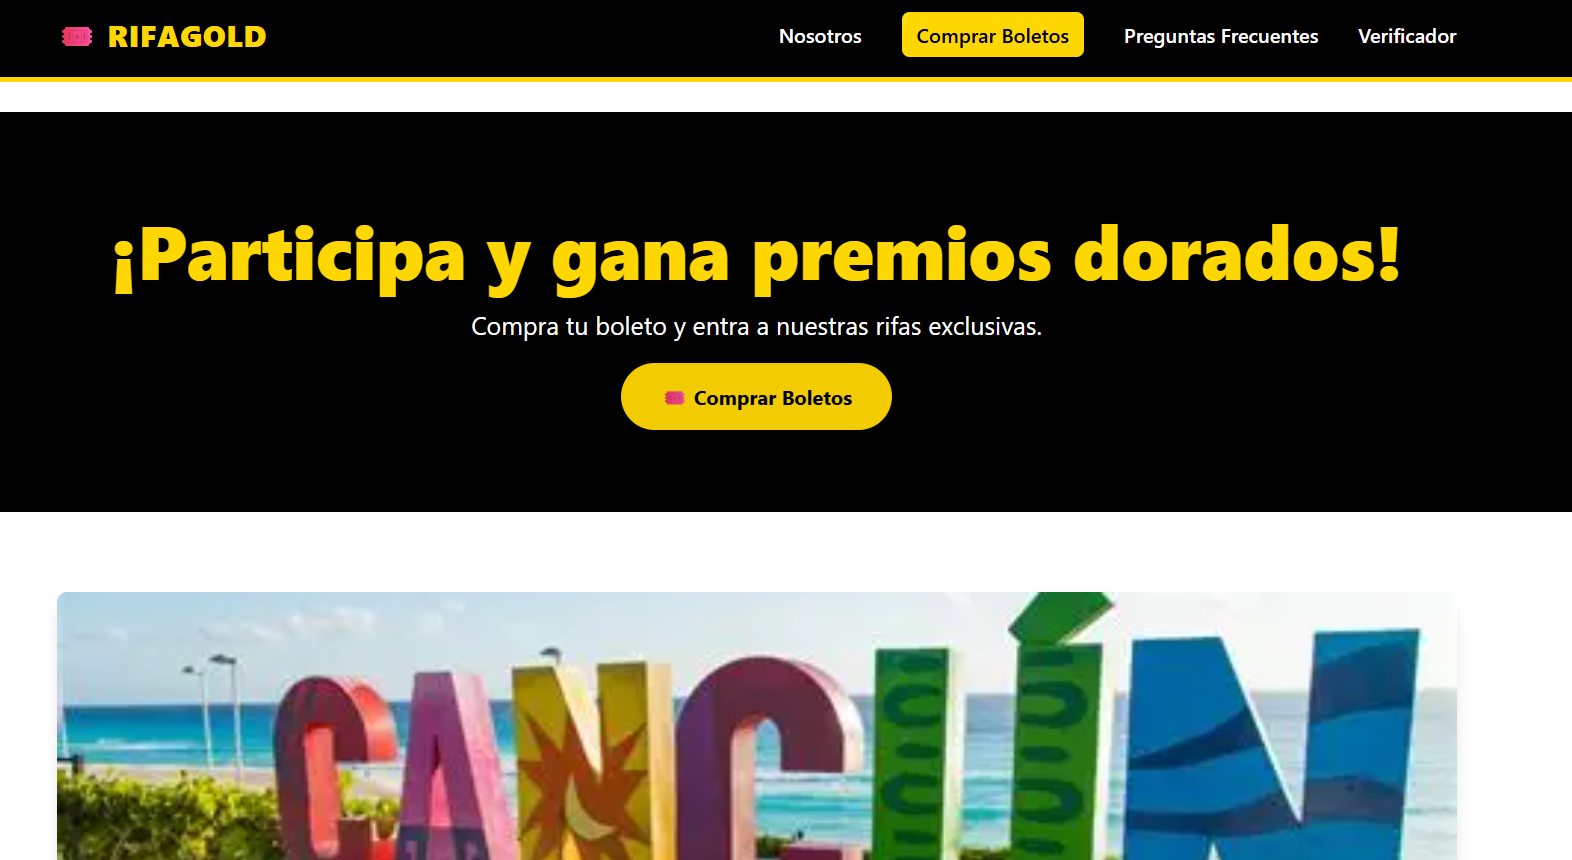 RIFAGOLD
Nosotros
Comprar Boletos
Preguntas Frecuentes
Verificador
¡Participa y gana premios dorados!
Compra tu boleto y entra a nuestras rifas exclusivas.
Comprar Boletos
CANCÚN